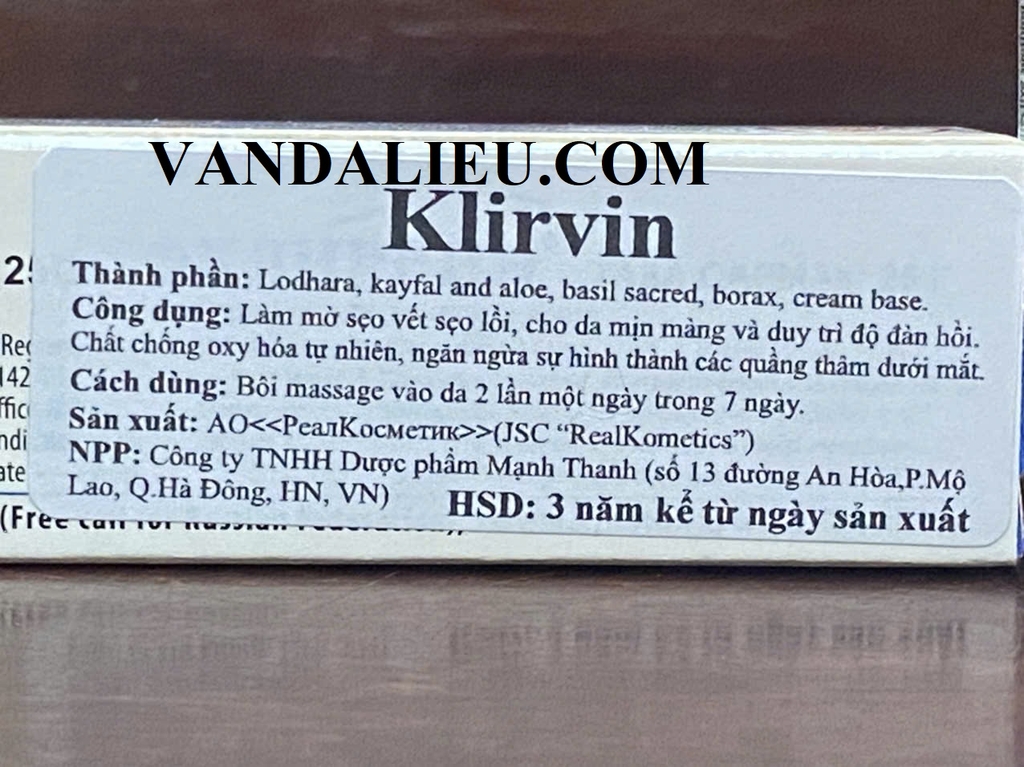 VANDALIEU.COM
Klirvin
Thành phần: Lodhara, kayfal and aloe, basil sacred, borax, cream base.
Công dụng: Làm mờ sẹo vết sẹo lồi, cho da mịn màng và duy trì độ đàn hồi.
Chất chống oxy hóa tự nhiên, ngăn ngừa sự hình thành các quầng thâm dưới mắt.
Cách dùng: Bôi massage vào da 2 lần một ngày trong 7 ngày.
Sản xuất: АО<<РеалКосметик>>(JSC “RealKometics”)
NPP: Công ty TNHH Dược phẩm Mạnh Thanh (số 13 đường An Hòa,P.Mộ
Lao, Q.Hà Đông, HN, VN) HSD: 3 năm kể từ ngày sản xuất
(Free